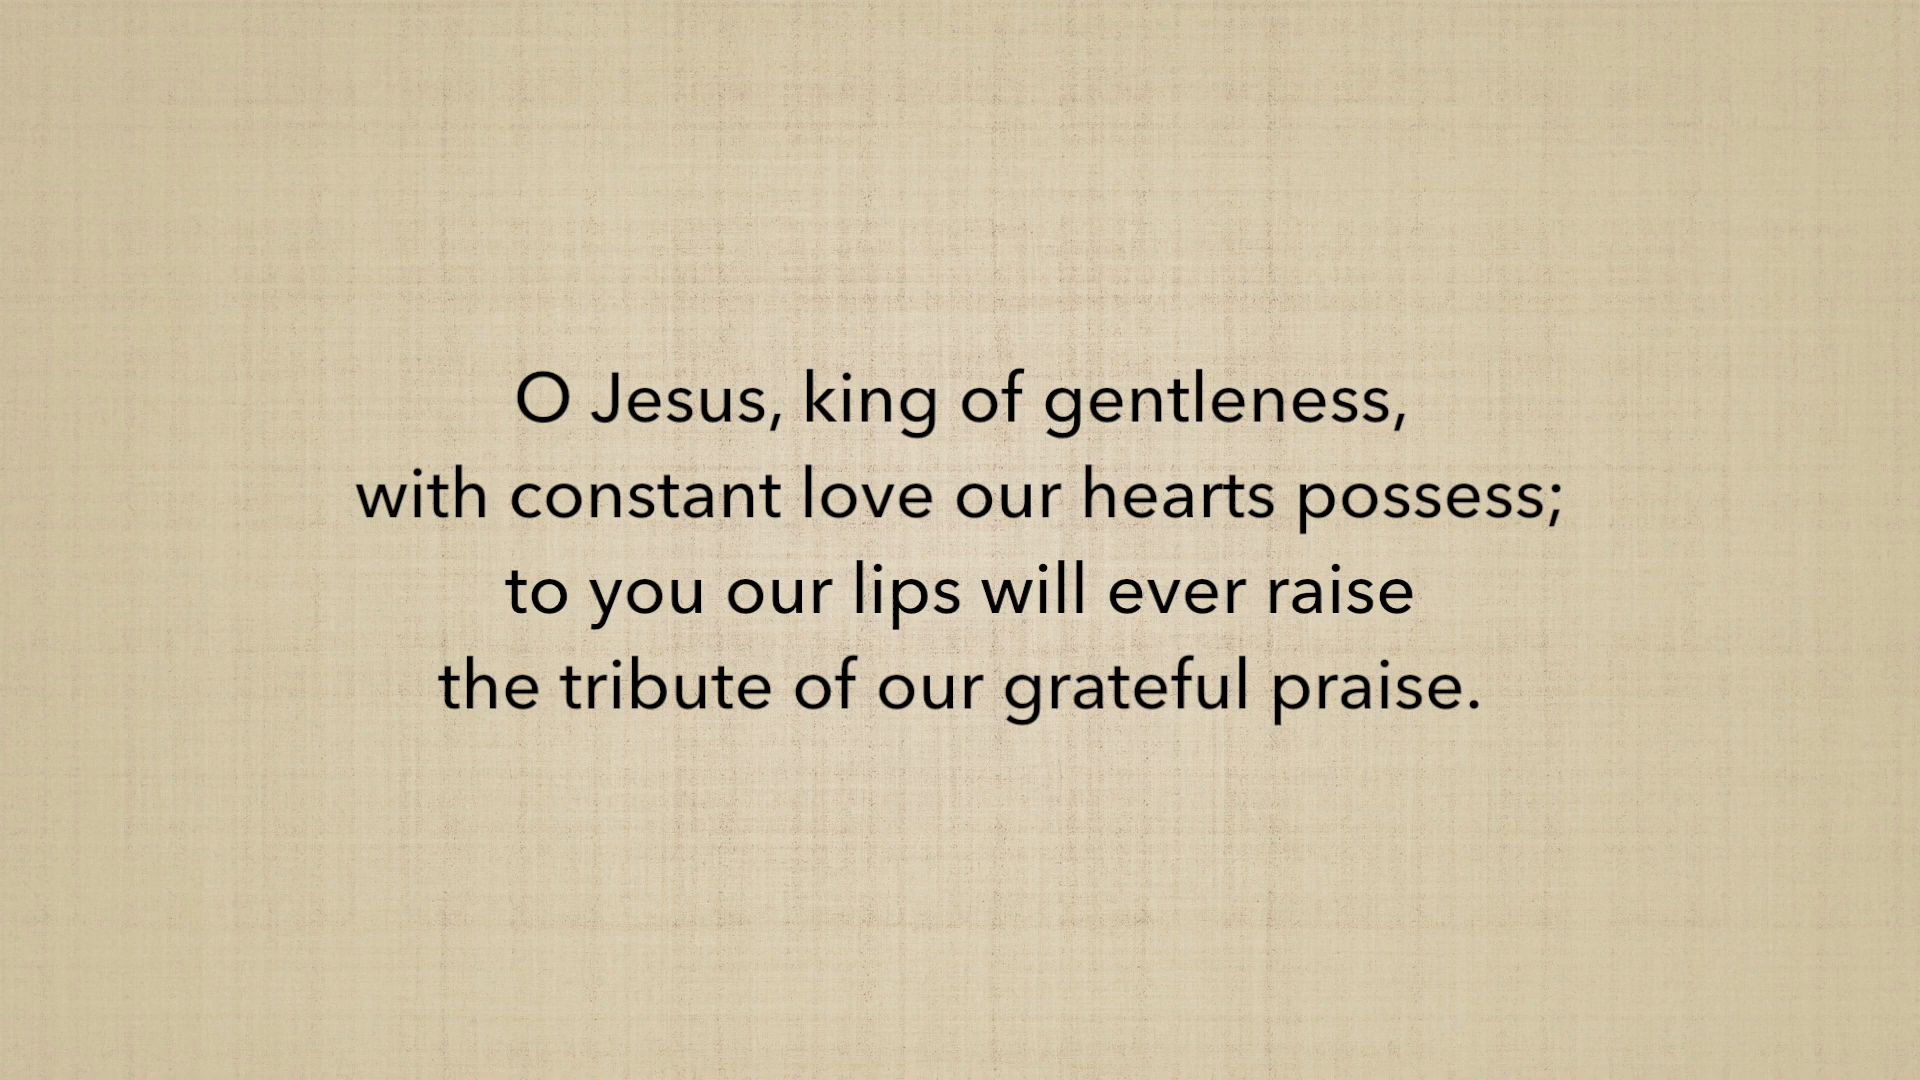 O Jesus, king of gentleness,
with constant love our hearts possess;
to you our lips will ever raise
the tribute of our grateful praise.